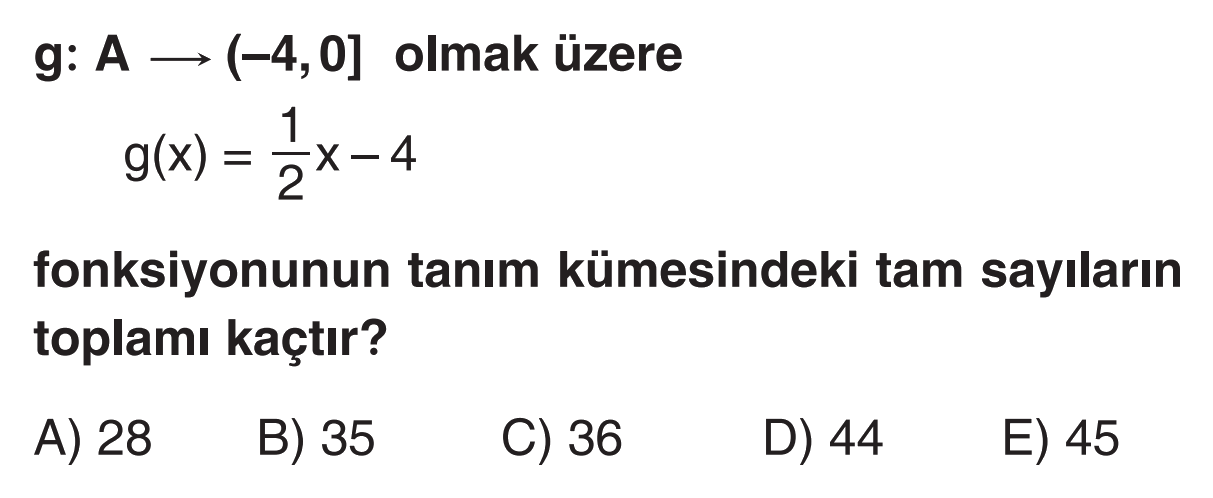 g: A ⟶ (–4, 0] olmak üzere
g(x) = 1/2 x – 4
fonksiyonunun tanım kümesindeki tam sayıların
toplamı kaçtır?
A) 28 B) 35 C) 36 D) 44 E) 45